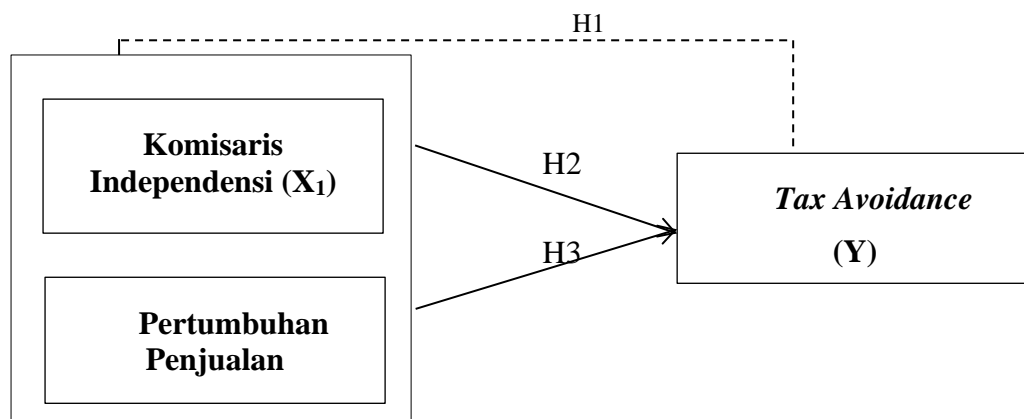 H1
Komisaris
Independensi (X₁)
H2
Tax Avoidance
(Y)
H3
Pertumbuhan
Penjualan